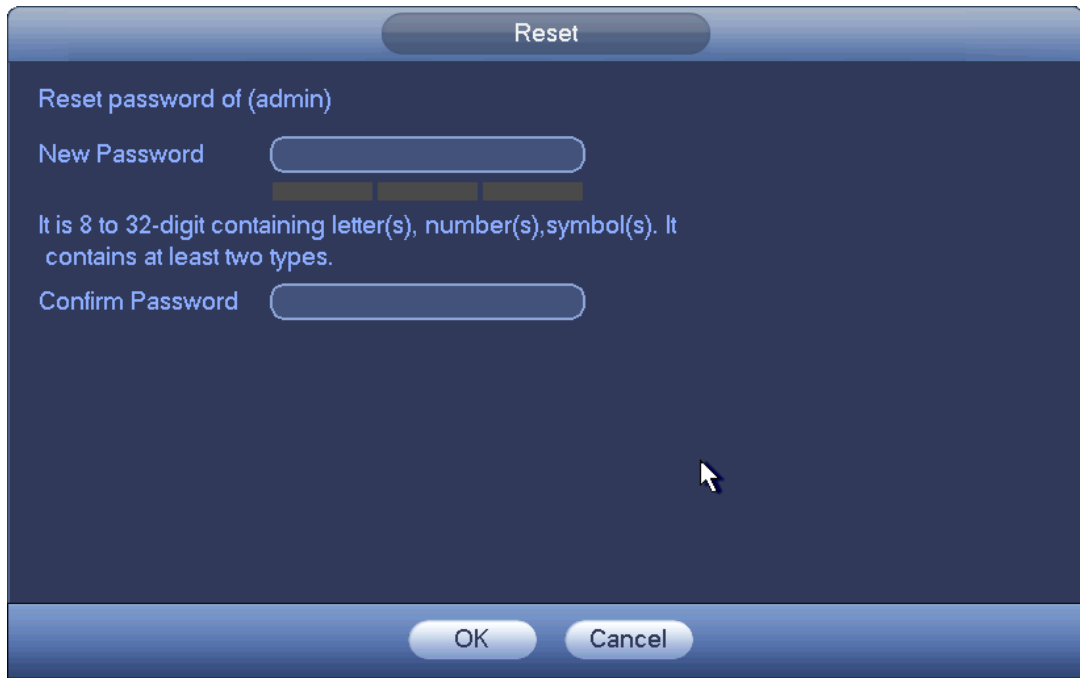 Reset
Reset password of (admin)
New Password
It is 8 to 32-digit containing letter(s), number(s),symbol(s). It
contains at least two types.
Confirm Password
OK
Cancel